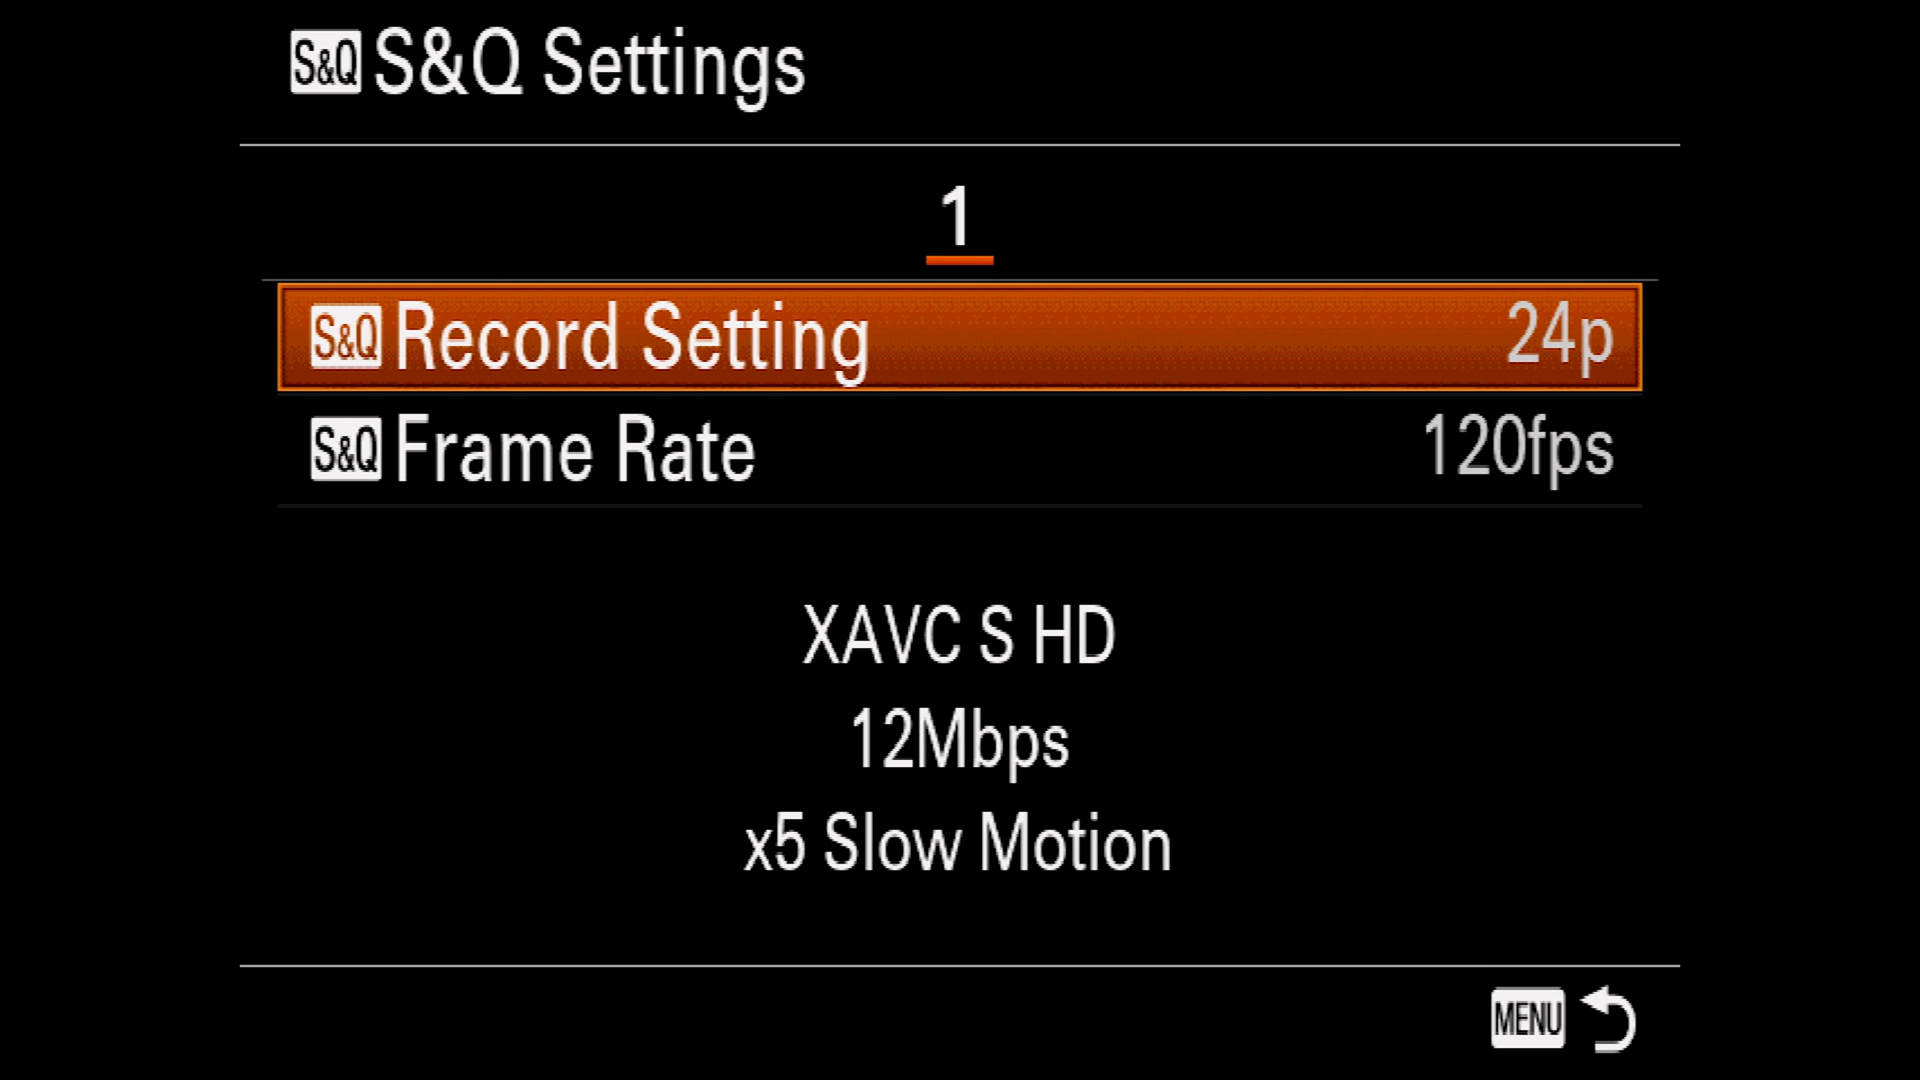 S&Q S&Q Settings
1
S&Q Record Setting 24p
S&Q Frame Rate 120fps
XAVC S HD
12Mbps
x5 Slow Motion
MENU